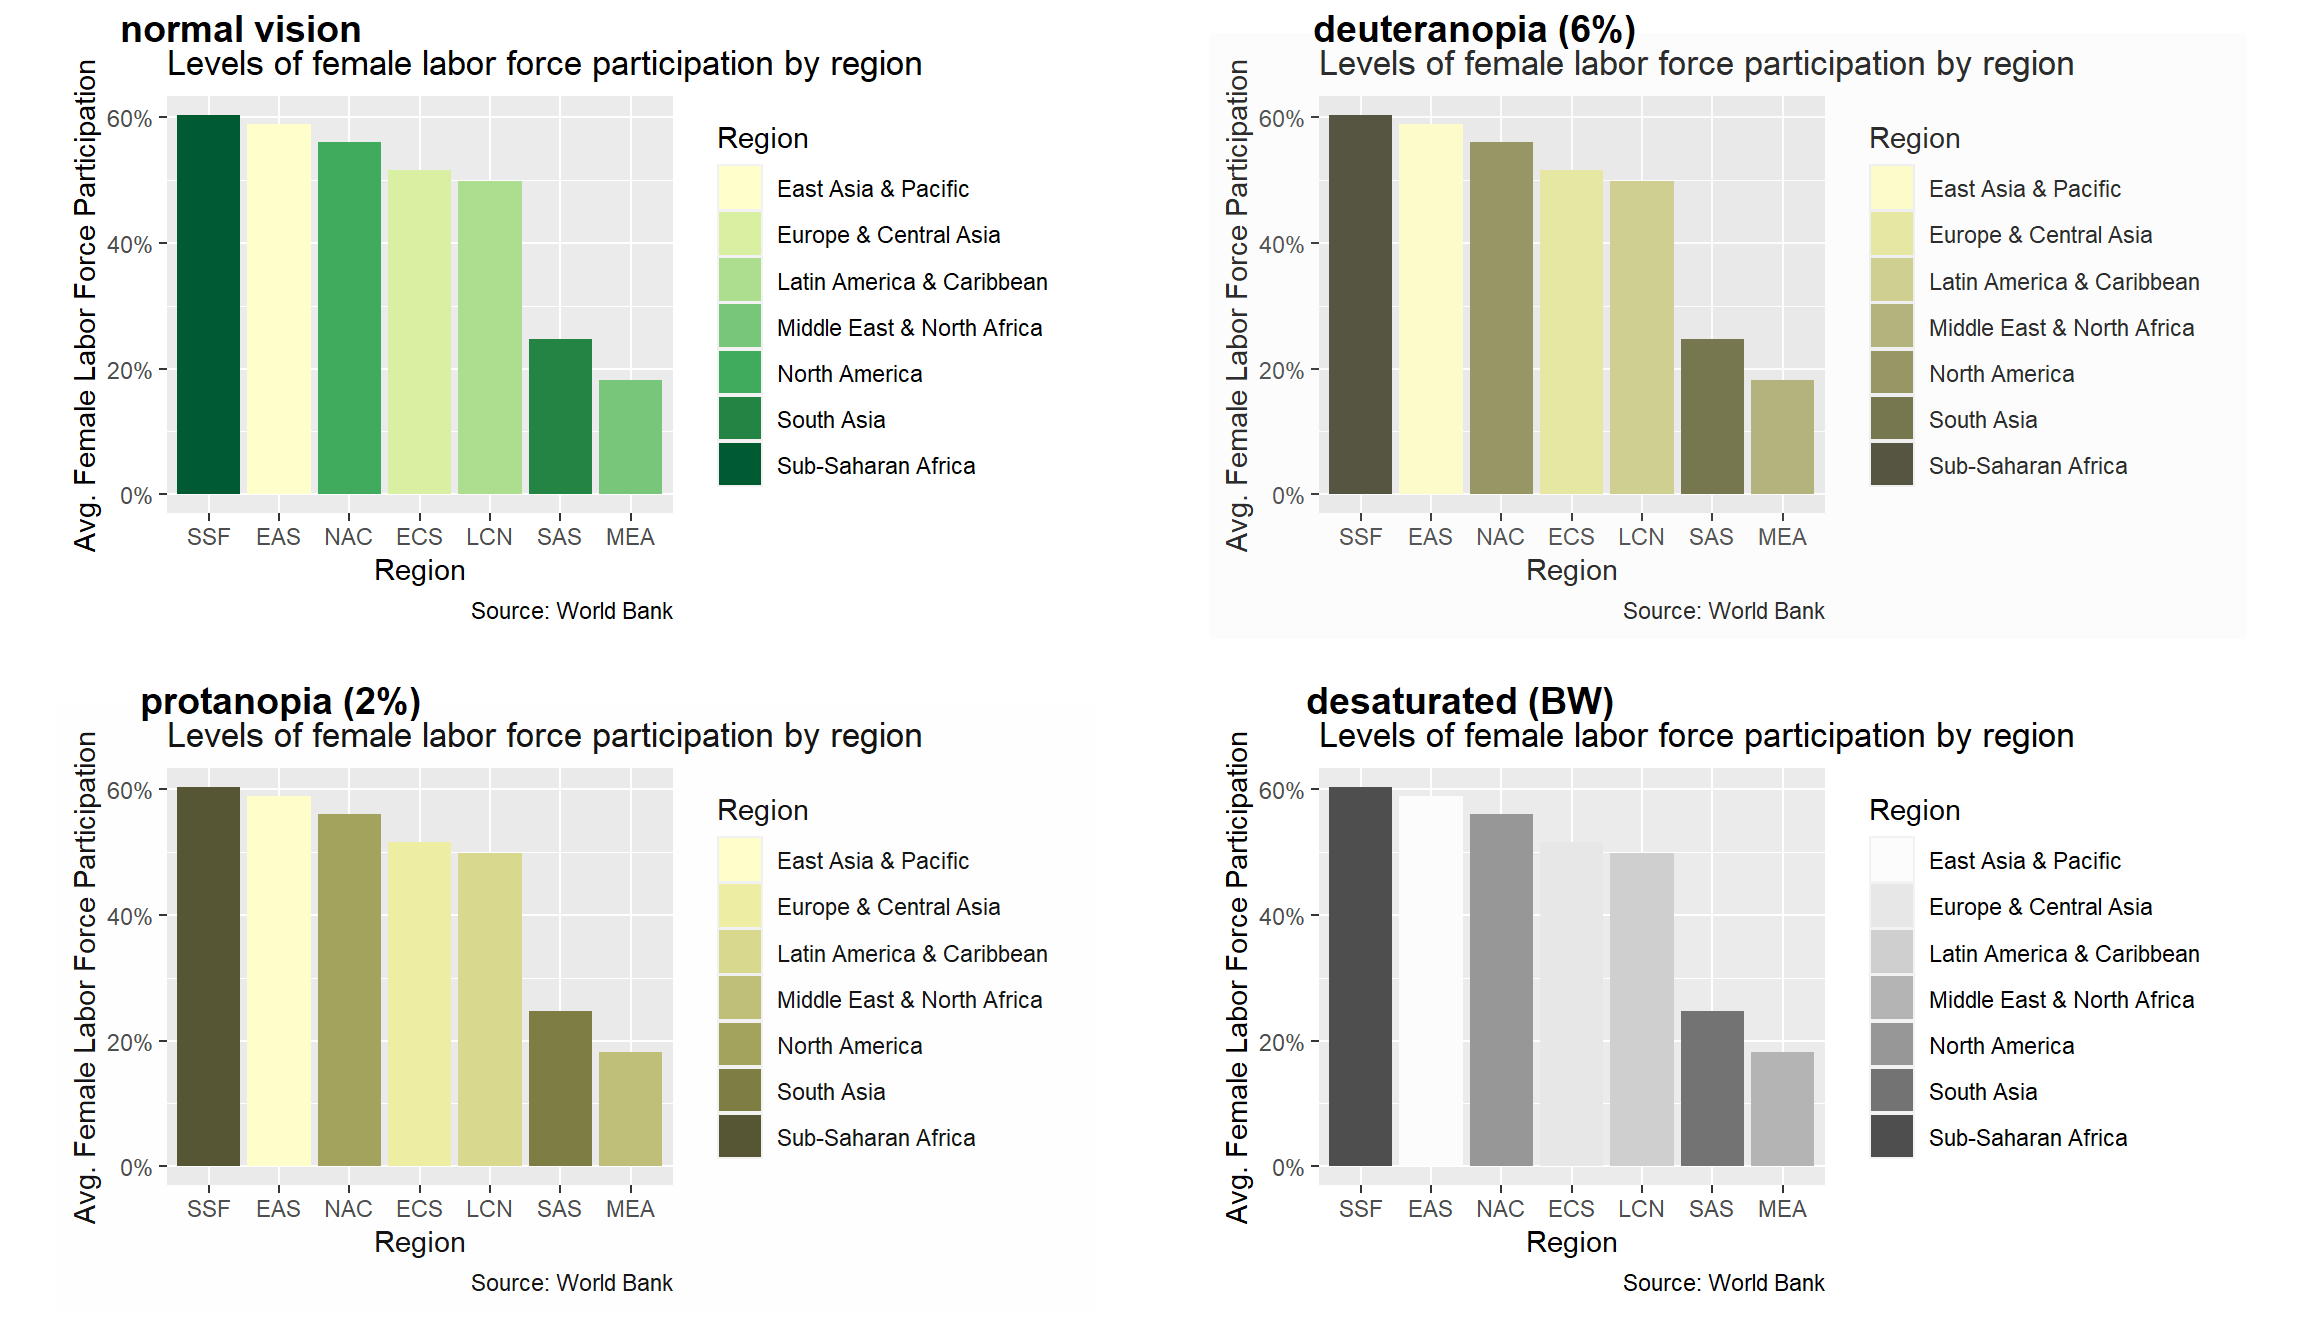 normal vision
Levels of female labor force participation by region
Avg. Female Labor Force Participation
60%
40%
20%
0%
SSF EAS NAC ECS LCN SAS MEA
Region
Source: World Bank
Region
East Asia & Pacific
Europe & Central Asia
Latin America & Caribbean
Middle East & North Africa
North America
South Asia
Sub-Saharan Africa
deuteranopia (6%)
Levels of female labor force participation by region
Avg. Female Labor Force Participation
60%
40%
20%
0%
SSF EAS NAC ECS LCN SAS MEA
Region
Source: World Bank
Region
East Asia & Pacific
Europe & Central Asia
Latin America & Caribbean
Middle East & North Africa
North America
South Asia
Sub-Saharan Africa
protanopia (2%)
Levels of female labor force participation by region
Avg. Female Labor Force Participation
60%
40%
20%
0%
SSF EAS NAC ECS LCN SAS MEA
Region
Source: World Bank
Region
East Asia & Pacific
Europe & Central Asia
Latin America & Caribbean
Middle East & North Africa
North America
South Asia
Sub-Saharan Africa
desaturated (BW)
Levels of female labor force participation by region
Avg. Female Labor Force Participation
60%
40%
20%
0%
SSF EAS NAC ECS LCN SAS MEA
Region
Source: World Bank
Region
East Asia & Pacific
Europe & Central Asia
Latin America & Caribbean
Middle East & North Africa
North America
South Asia
Sub-Saharan Africa